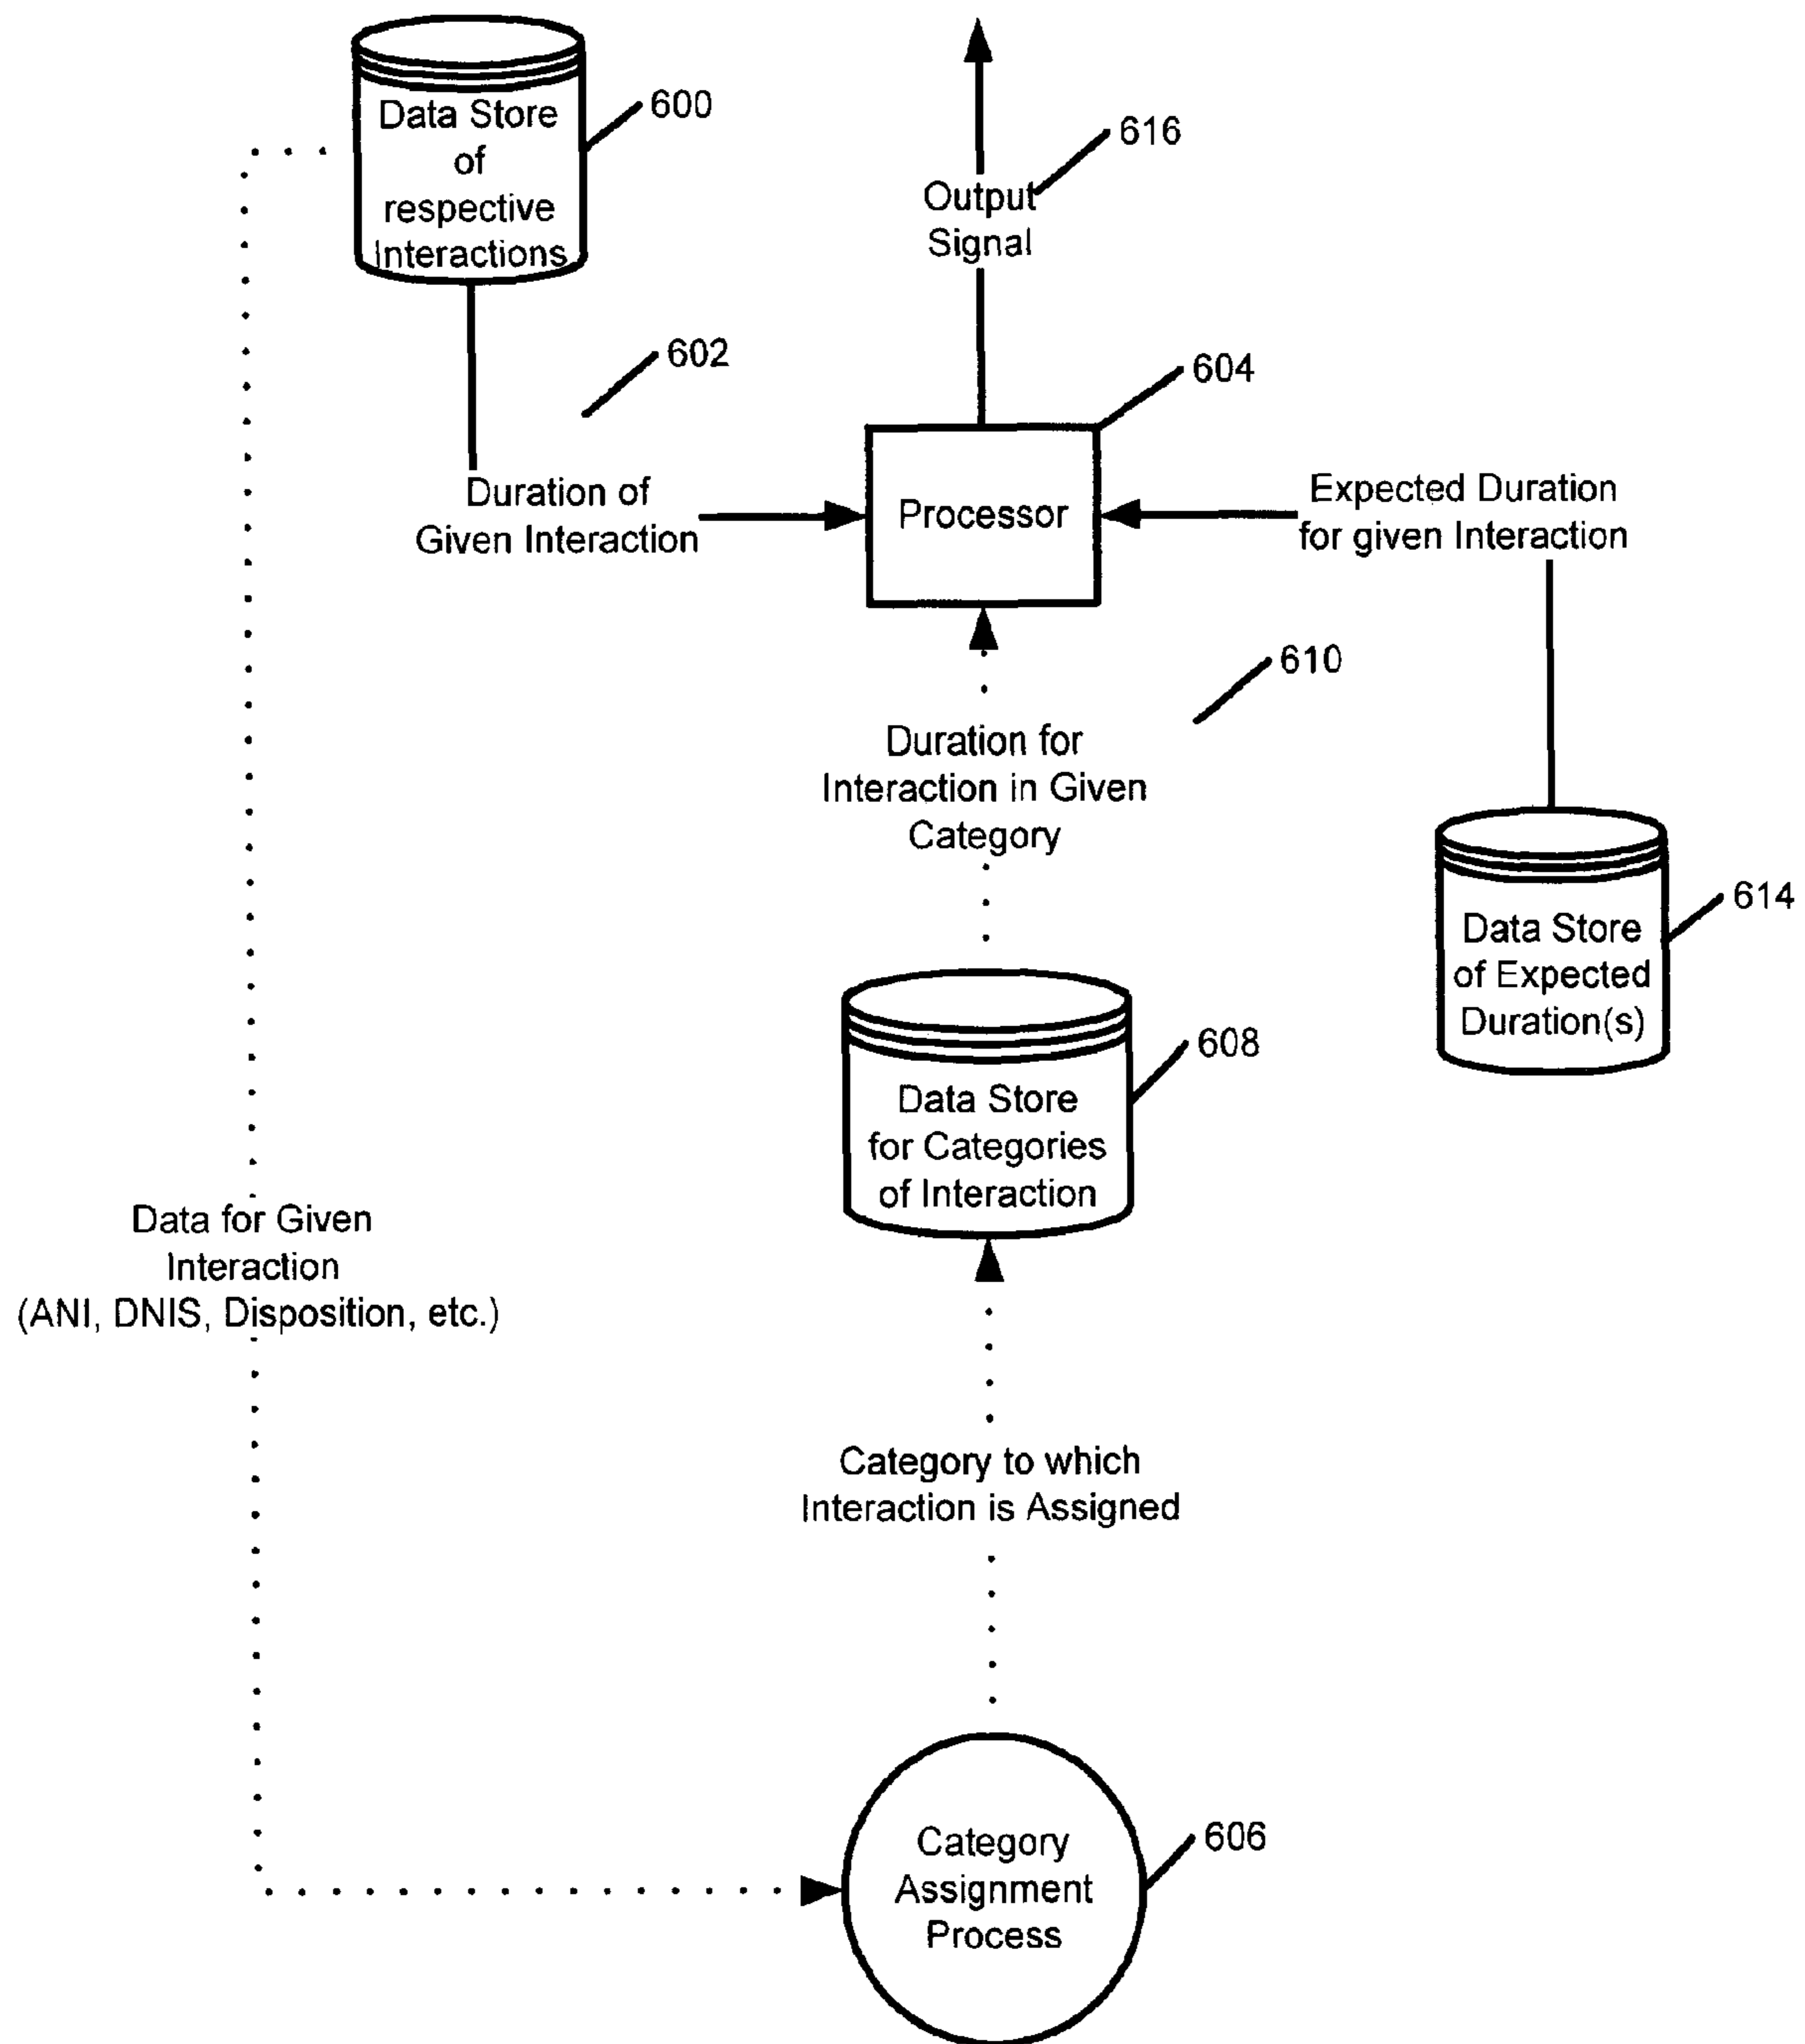 Data Store
of
respective
Interactions
600
616
Output
Signal
602
604
Duration of
Given Interaction
Processor
Expected Duration
for given Interaction
610
Duration for
Interaction in Given
Category
614
Data Store
of Expected
Duration(s)
608
Data Store
for Categories
of Interaction
Data for Given
Interaction
(ANI, DNIS, Disposition, etc.)
Category to which
Interaction is Assigned
606
Category
Assignment
Process